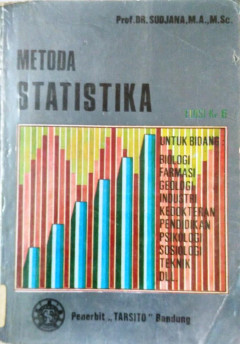 Prof. DR. SUDJANA, M.A., M.Sc.
METODA
STATISTIKA
UNTUK BIDANG:
BIOLOGI
FARMASI
GEOLOGI
INDUSTRI
KEDOKTERAN
PENDIDIKAN
PSIKOLOGI
SOSIOLOGI
TEKNIK
DLL.
Penerbit „TARSITO" Bandung